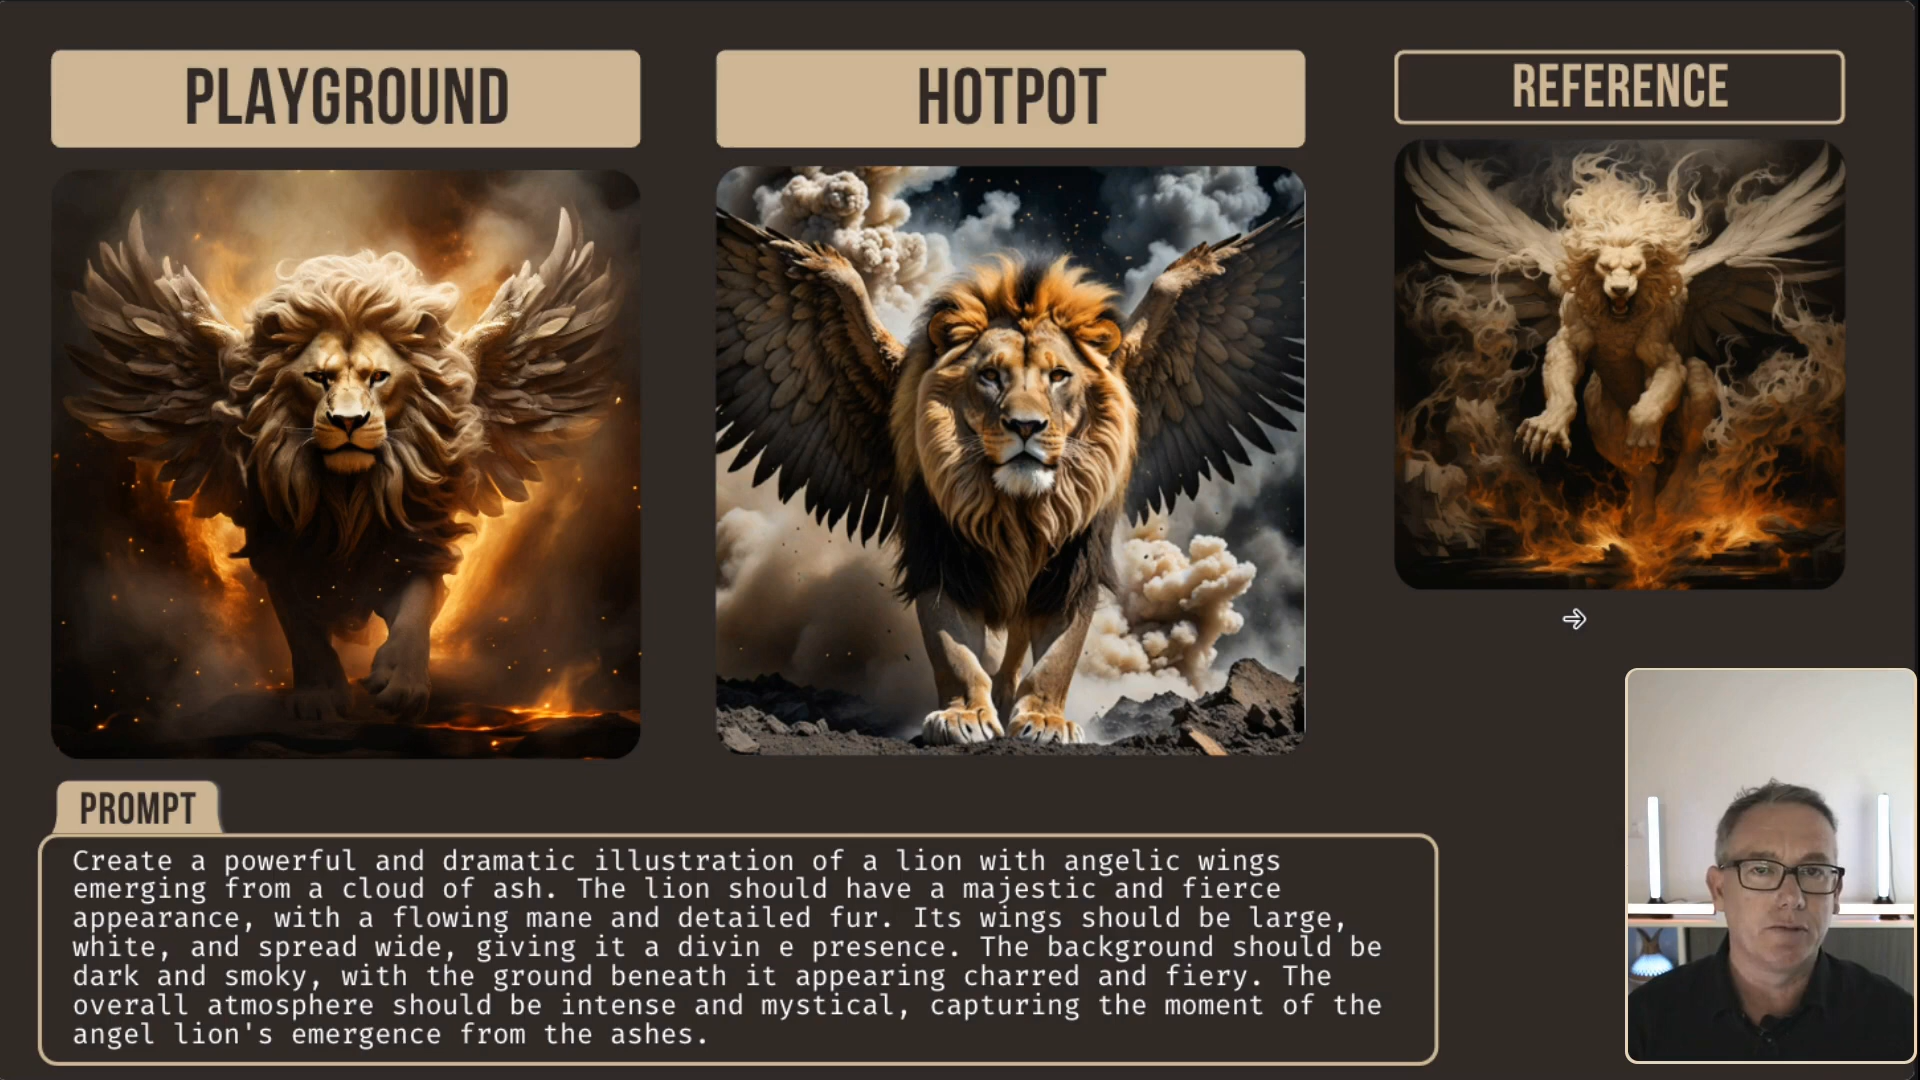 PLAYGROUND
HOTPOT
REFERENCE
PROMPT
Create a powerful and dramatic illustration of a lion with angelic wings
emerging from a cloud of ash. The lion should have a majestic and fierce
appearance, with a flowing mane and detailed fur. Its wings should be large,
white, and spread wide, giving it a divin e presence. The background should be
dark and smoky, with the ground beneath it appearing charred and fiery. The
overall atmosphere should be intense and mystical, capturing the moment of the
angel lion's emergence from the ashes.